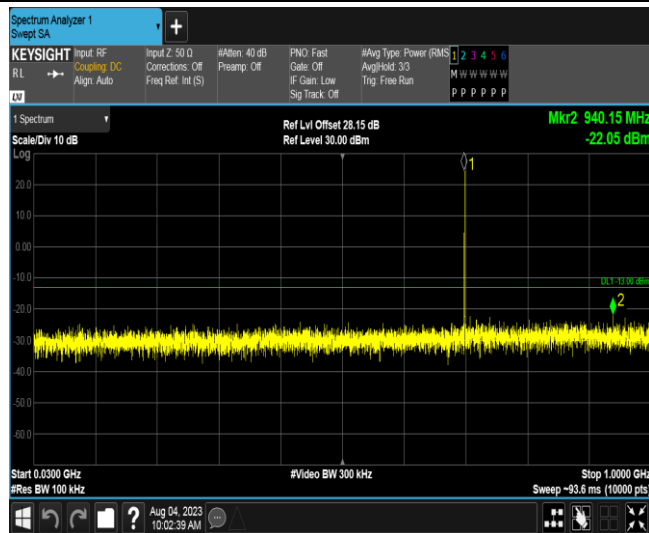 Spectrum Analyzer 1
Swept SA
KEYSIGHT
RL
Input: RF
Coupling: DC
Align: Auto
Input Z: 50 Ω
Corrections: Off
Freq Ref: Int (S)
#Atten: 40 dB
Preamp: Off
PNO: Fast
Gate: Off
IF Gain: Low
Sig Track: Off
#Avg Type: Power (RMS
Avg|Hold: 3/3
Trig: Free Run
1 2 3 4 5 6
M W W W W W
P P P P P P
1 Spectrum
Scale/Div 10 dB
Ref Lvl Offset 28.15 dB
Ref Level 30.00 dBm
Mkr2 940.15 MHz
-22.05 dBm
Log
1
20.0
10.0
0.00
-10.0
DL1 -13.00 dBm
2
-20.0
-30.0
-40.0
-50.0
-60.0
Start 0.0300 GHz
#Res BW 100 kHz
#Video BW 300 kHz
Stop 1.0000 GHz
Sweep ~93.6 ms (10000 pts)
?
Aug 04, 2023
10:02:39 AM